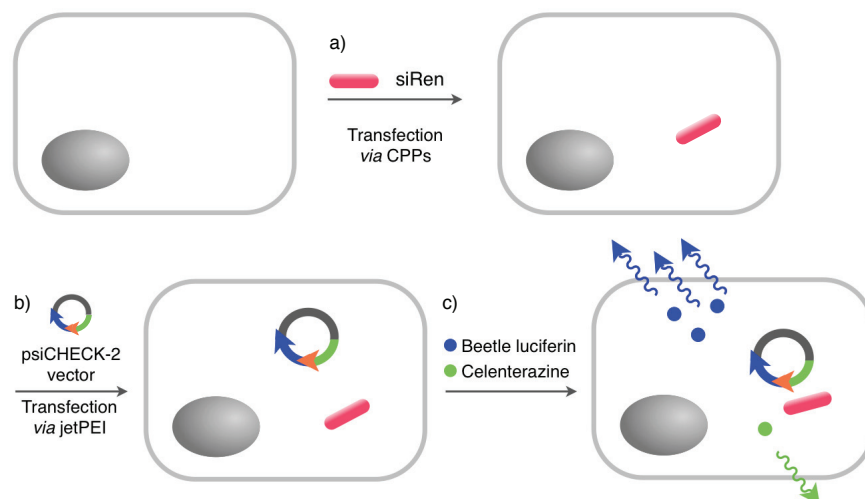 a)
siRen
Transfection
via CPPs
b)
psiCHECK-2
vector
Transfection
via jetPEI
c)
Beetle luciferin
Celenterazine